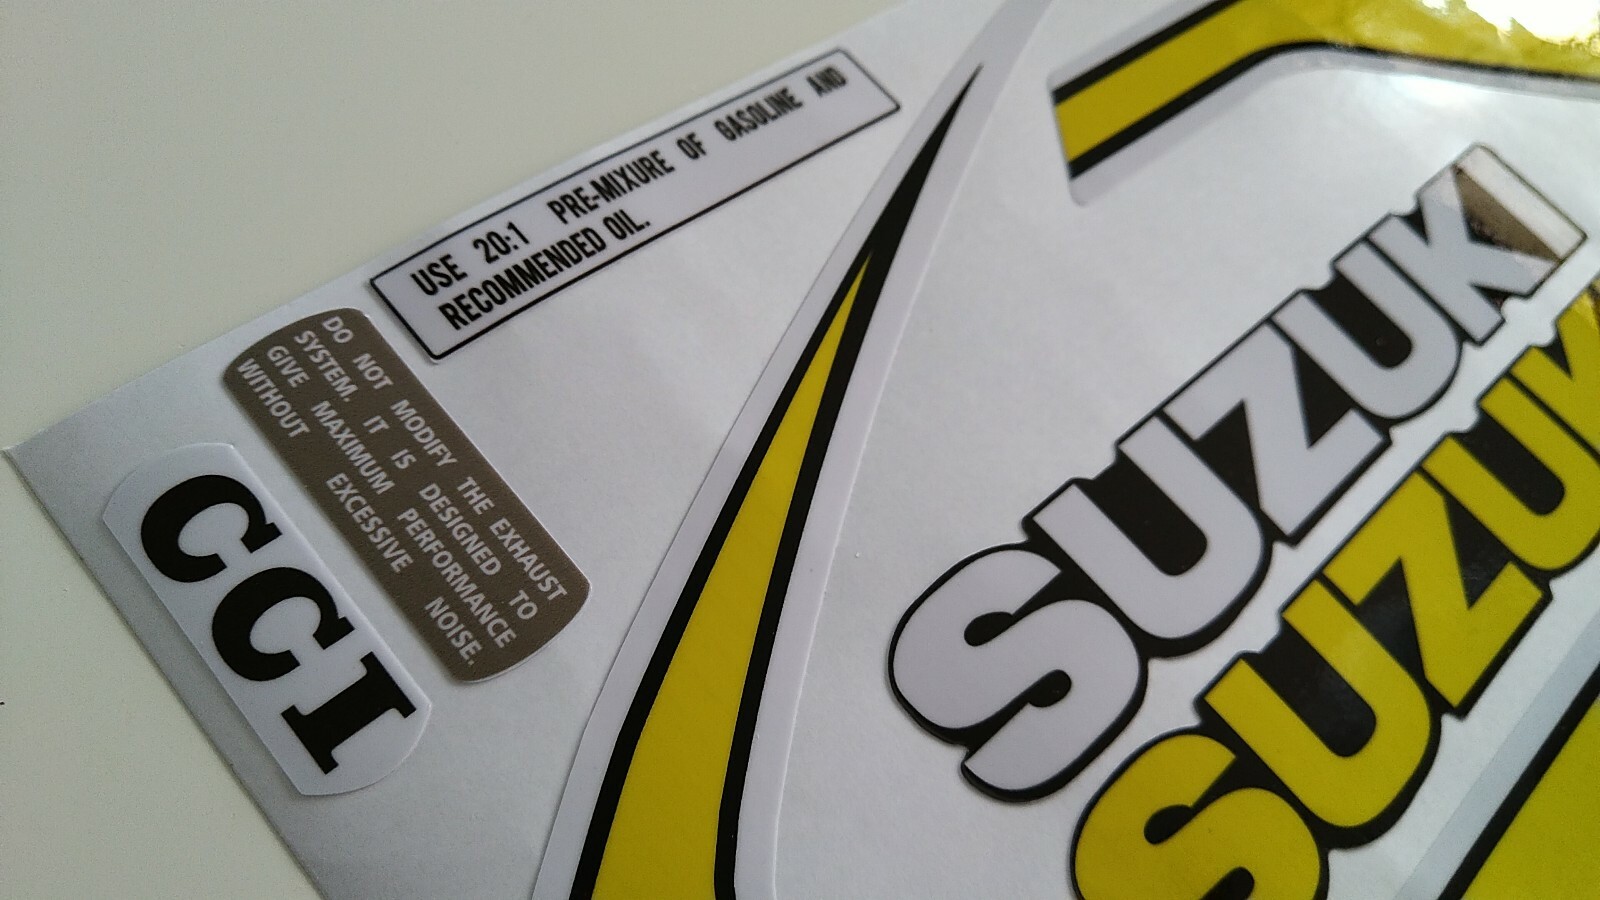 USE 20:1 PRE-MIXURE OF GASOLINE AND
RECOMMENDED OIL.
DO NOT MODIFY THE EXHAUST
SYSTEM. IT IS DESIGNED TO
GIVE MAXIMUM PERFORMANCE
WITHOUT EXCESSIVE NOISE.
CCI
SUZUKI
SUZUK